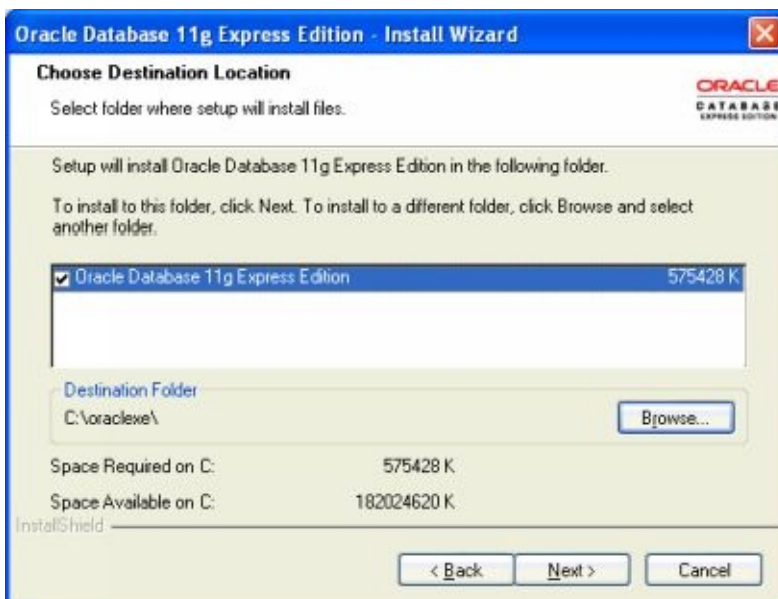 Oracle Database 11g Express Edition - Install Wizard
Choose Destination Location
Select folder where setup will install files.
ORACLE
DATABASE
EXPRESS EDITION
Setup will install Oracle Database 11g Express Edition in the following folder.
To install to this folder, click Next. To install to a different folder, click Browse and select
another folder.
Oracle Database 11g Express Edition 575428 K
Destination Folder
C:\oraclexe\
Browse...
Space Required on C: 575428 K
Space Available on C: 182024620 K
InstallShield
< Back Next > Cancel